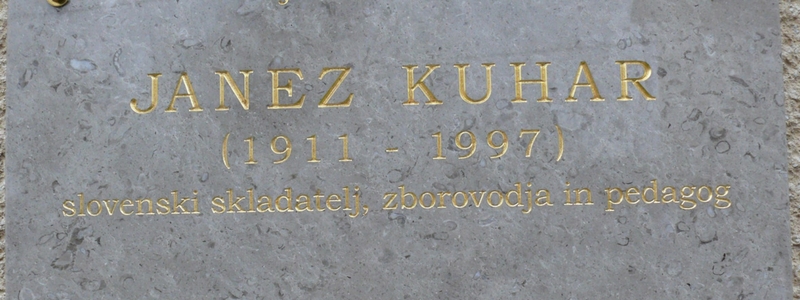 JANEZ KUHAR
(1911 - 1997)
slovenski skladatelj, zborovodja in pedagog